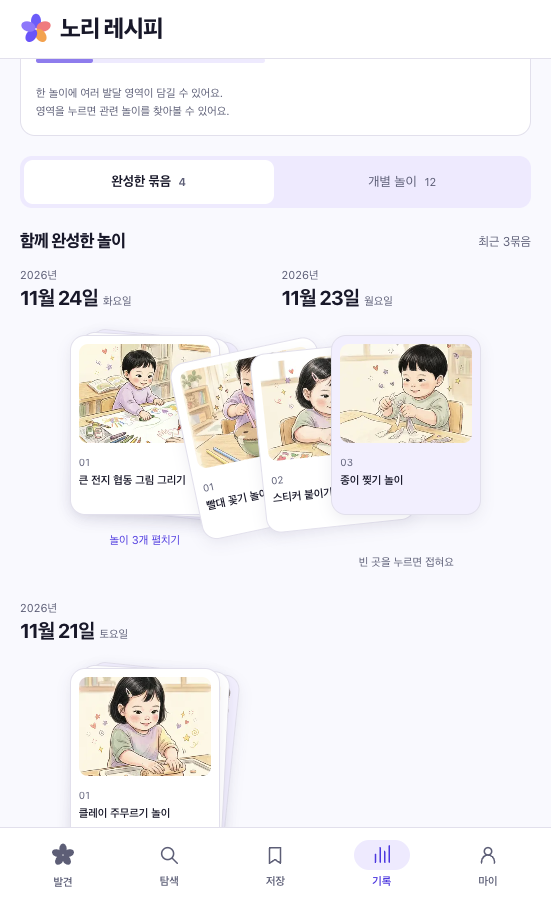 노리 레시피
한 놀이에 여러 발달 영역이 담길 수 있어요.
영역을 누르면 관련 놀이를 찾아볼 수 있어요.
완성한 묶음 4
개별 놀이 12
함께 완성한 놀이
최근 3묶음
2026년
11월 24일 화요일
2026년
11월 23일 월요일
01
큰 전지 협동 그림 그리기
01
빨대 꽂기 놀이
02
스티커 붙이기
03
종이 찢기 놀이
놀이 3개 펼치기
빈 곳을 누르면 접혀요
2026년
11월 21일 토요일
01
클레이 주무르기 놀이
발견
탐색
저장
기록
마이